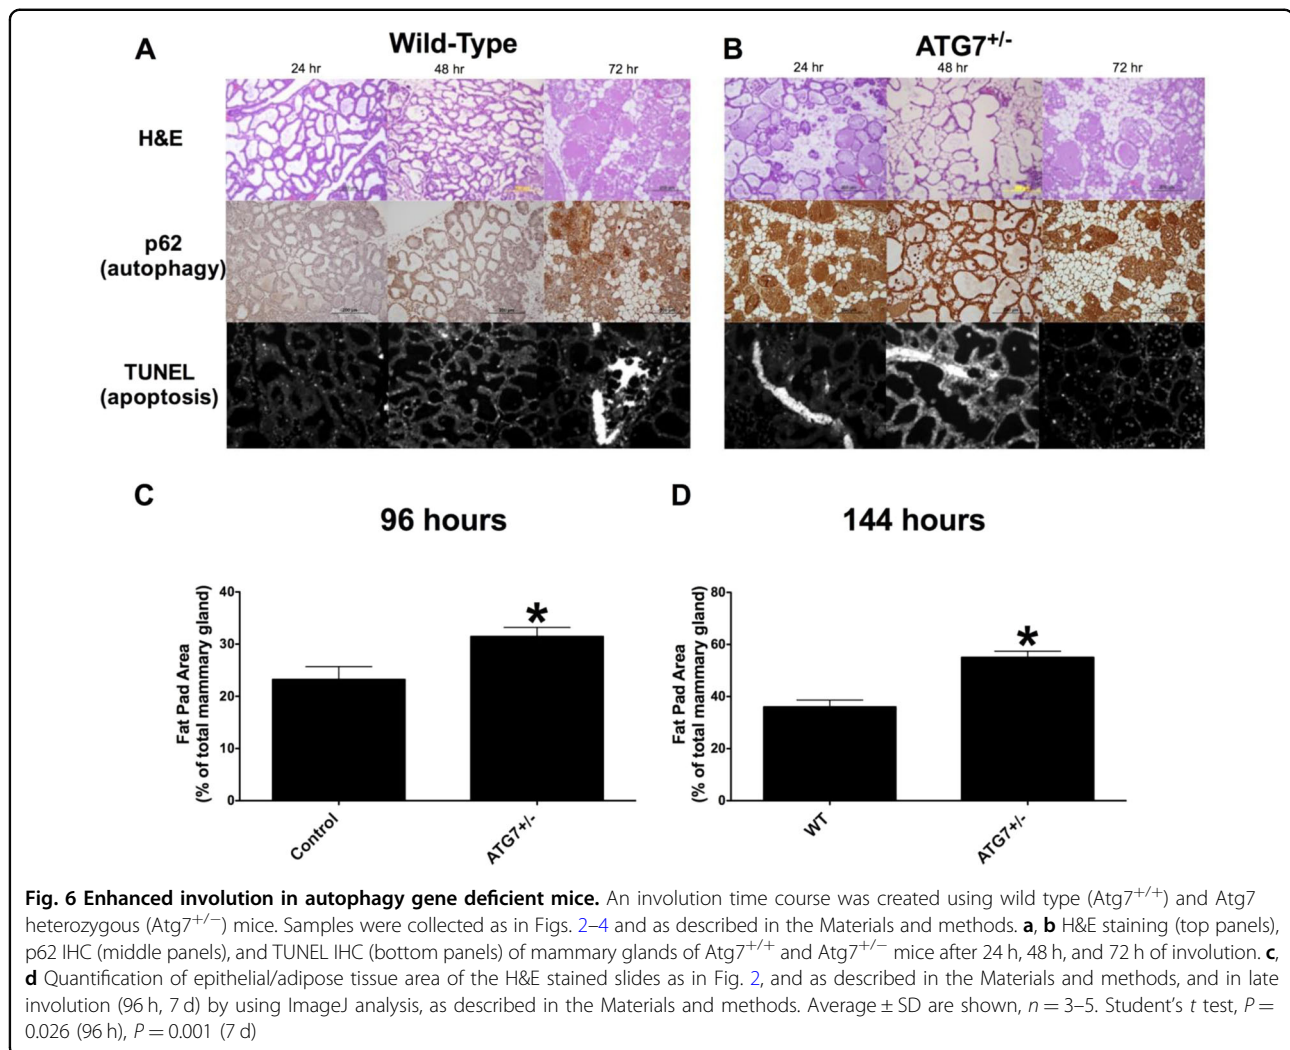 A
Wild-Type
24 hr 48 hr 72 hr
B
ATG7+/-
24 hr 48 hr 72 hr
H&E
p62
(autophagy)
TUNEL
(apoptosis)
C
96 hours
Fat Pad Area
(% of total mammary gland)
40
30
20
10
0
Control
ATG7+/-
*
D
144 hours
Fat Pad Area
(% of total mammary gland)
80
60
40
20
0
WT
ATG7+/-
*
Fig. 6 Enhanced involution in autophagy gene deficient mice. An involution time course was created using wild type (Atg7+/+) and Atg7
heterozygous (Atg7+/−) mice. Samples were collected as in Figs. 2–4 and as described in the Materials and methods. a, b H&E staining (top panels),
p62 IHC (middle panels), and TUNEL IHC (bottom panels) of mammary glands of Atg7+/+ and Atg7+/− mice after 24 h, 48 h, and 72 h of involution. c,
d Quantification of epithelial/adipose tissue area of the H&E stained slides as in Fig. 2, and as described in the Materials and methods, and in late
involution (96 h, 7 d) by using ImageJ analysis, as described in the Materials and methods. Average ± SD are shown, n = 3–5. Student's t test, P =
0.026 (96 h), P = 0.001 (7 d)